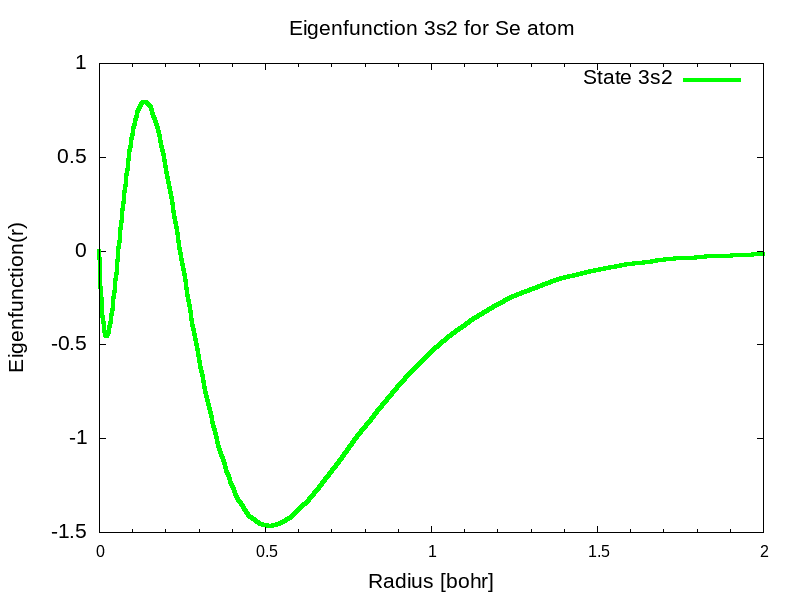 Eigenfunction 3s2 for Se atom
State 3s2
1
0.5
0
-0.5
-1
-1.5
Eigenfunction(r)
0 0.5 1 1.5 2
Radius [bohr]